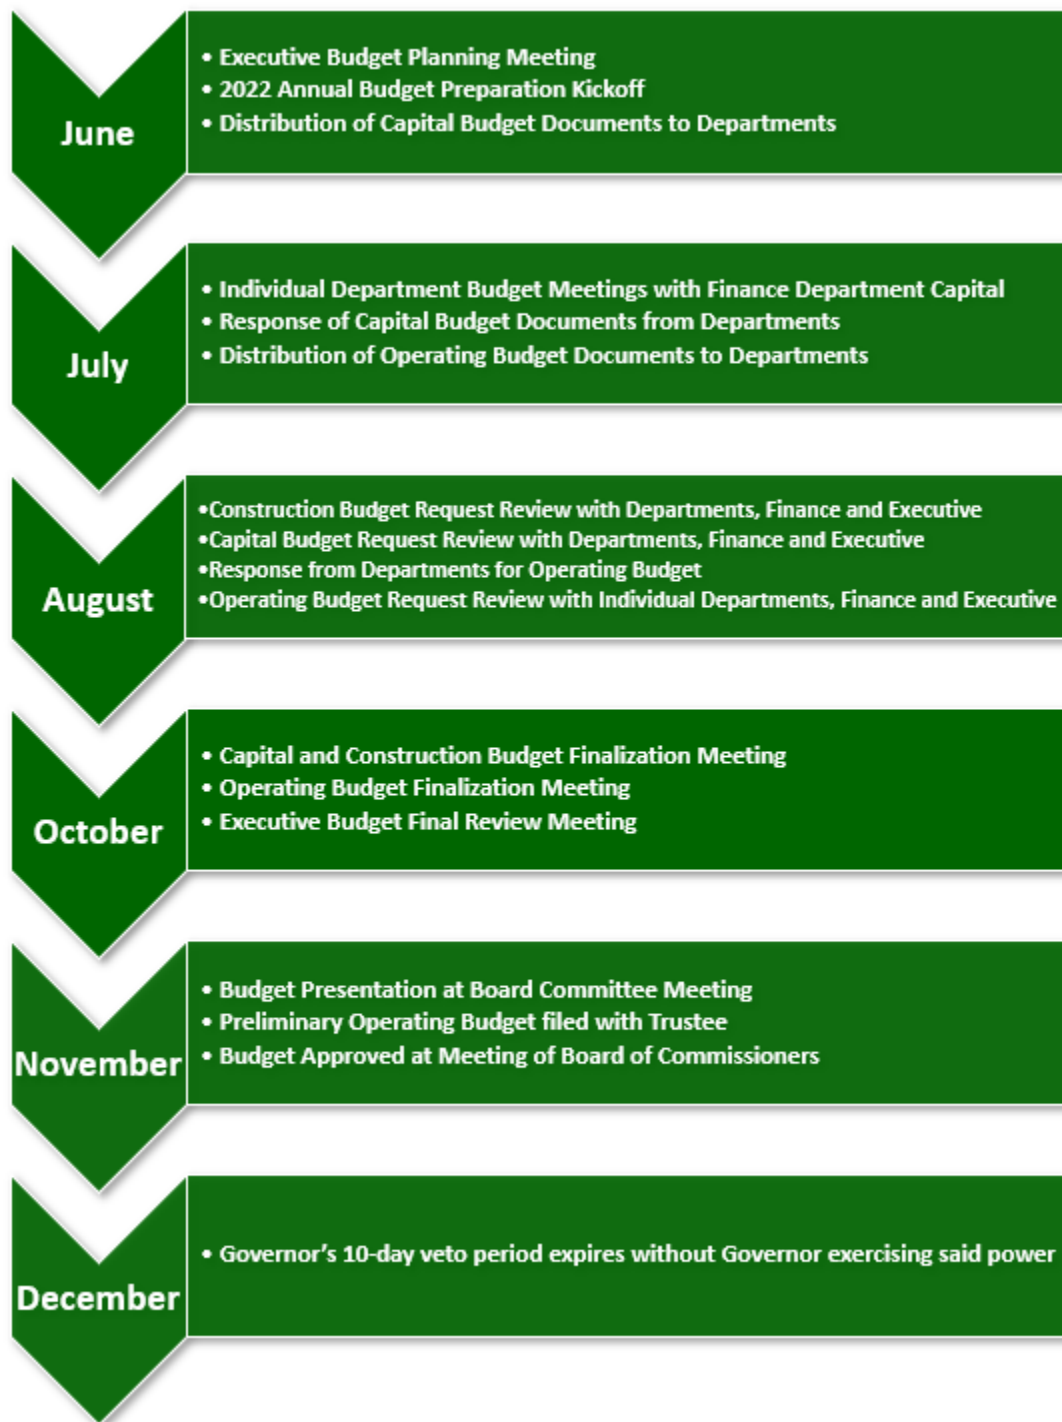 June
• Executive Budget Planning Meeting
• 2022 Annual Budget Preparation Kickoff
• Distribution of Capital Budget Documents to Departments
July
• Individual Department Budget Meetings with Finance Department Capital
• Response of Capital Budget Documents from Departments
• Distribution of Operating Budget Documents to Departments
August
•Construction Budget Request Review with Departments, Finance and Executive
•Capital Budget Request Review with Departments, Finance and Executive
•Response from Departments for Operating Budget
•Operating Budget Request Review with Individual Departments, Finance and Executive
October
• Capital and Construction Budget Finalization Meeting
• Operating Budget Finalization Meeting
• Executive Budget Final Review Meeting
November
• Budget Presentation at Board Committee Meeting
• Preliminary Operating Budget filed with Trustee
• Budget Approved at Meeting of Board of Commissioners
December
• Governor’s 10-day veto period expires without Governor exercising said power